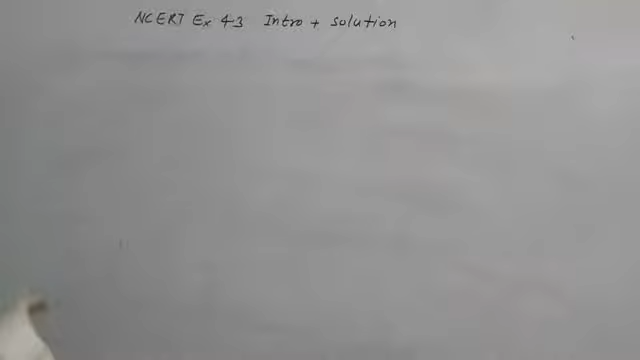 NCERT Ex 4.3 Intro + solution